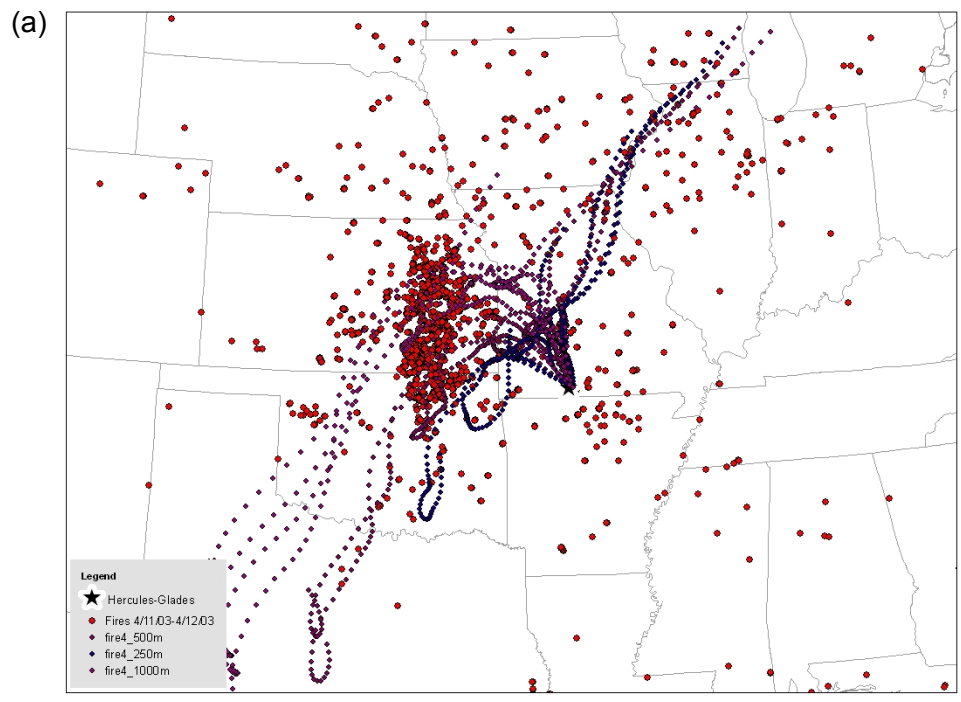 (a)
Legend
Hercules-Glades
Fires 4/11/03-4/12/03
fire4_500m
fire4_250m
fire4_1000m